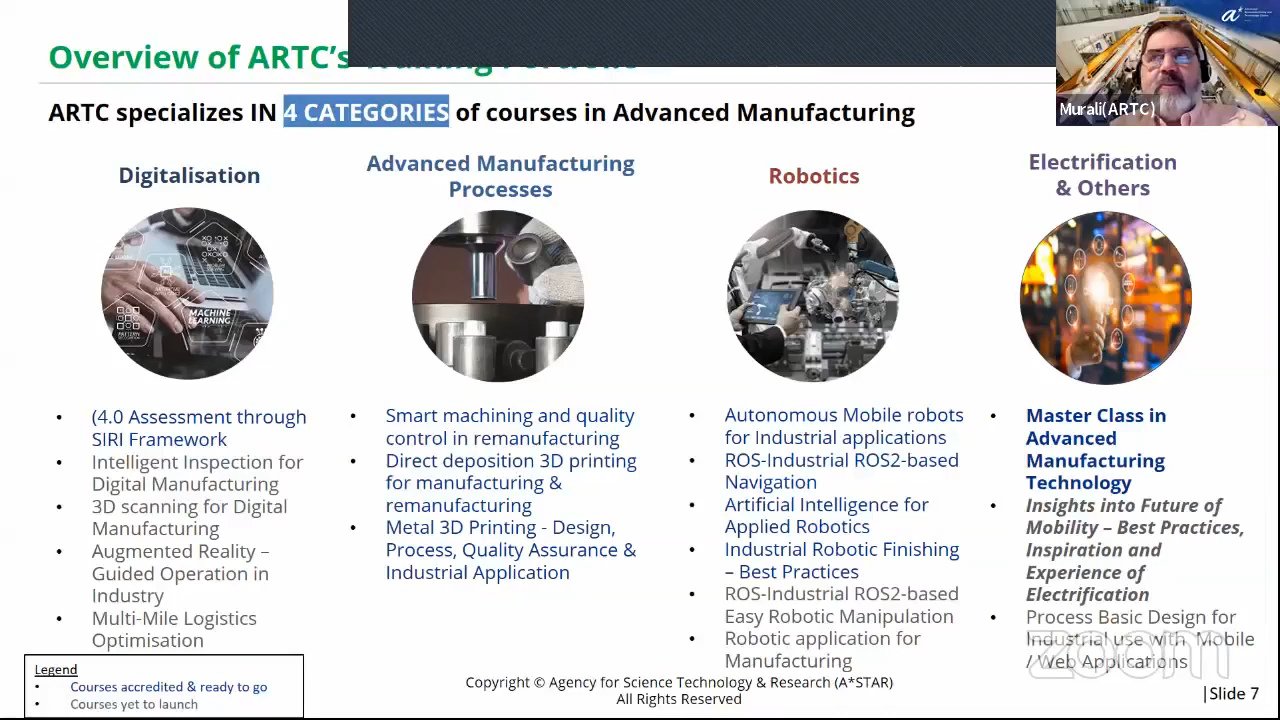 Overview of ARTC's
Murali(ARTC)
ARTC specializes IN 4 CATEGORIES of courses in Advanced Manufacturing
Digitalisation
MACHINE
LEARNING
(4.0 Assessment through
SIRI Framework
Intelligent Inspection for
Digital Manufacturing
3D scanning for Digital
Manufacturing
Augmented Reality –
Guided Operation in
Industry
Multi-Mile Logistics
Optimisation
Advanced Manufacturing
Processes
Smart machining and quality
control in remanufacturing
Direct deposition 3D printing
for manufacturing &
remanufacturing
Metal 3D Printing - Design,
Process, Quality Assurance &
Industrial Application
Robotics
Autonomous Mobile robots
for Industrial applications
ROS-Industrial ROS2-based
Navigation
Artificial Intelligence for
Applied Robotics
Industrial Robotic Finishing
– Best Practices
ROS-Industrial ROS2-based
Easy Robotic Manipulation
Robotic application for
Manufacturing
Electrification
& Others
Master Class in
Advanced
Manufacturing
Technology
Insights into Future of
Mobility – Best Practices,
Inspiration and
Experience of
Electrification
Process Basic Design for
Industrial use with Mobile
/ Web Applications
zoom
Legend
Courses accredited & ready to go
Courses yet to launch
Copyright © Agency for Science Technology & Research (A*STAR)
All Rights Reserved
|Slide 7